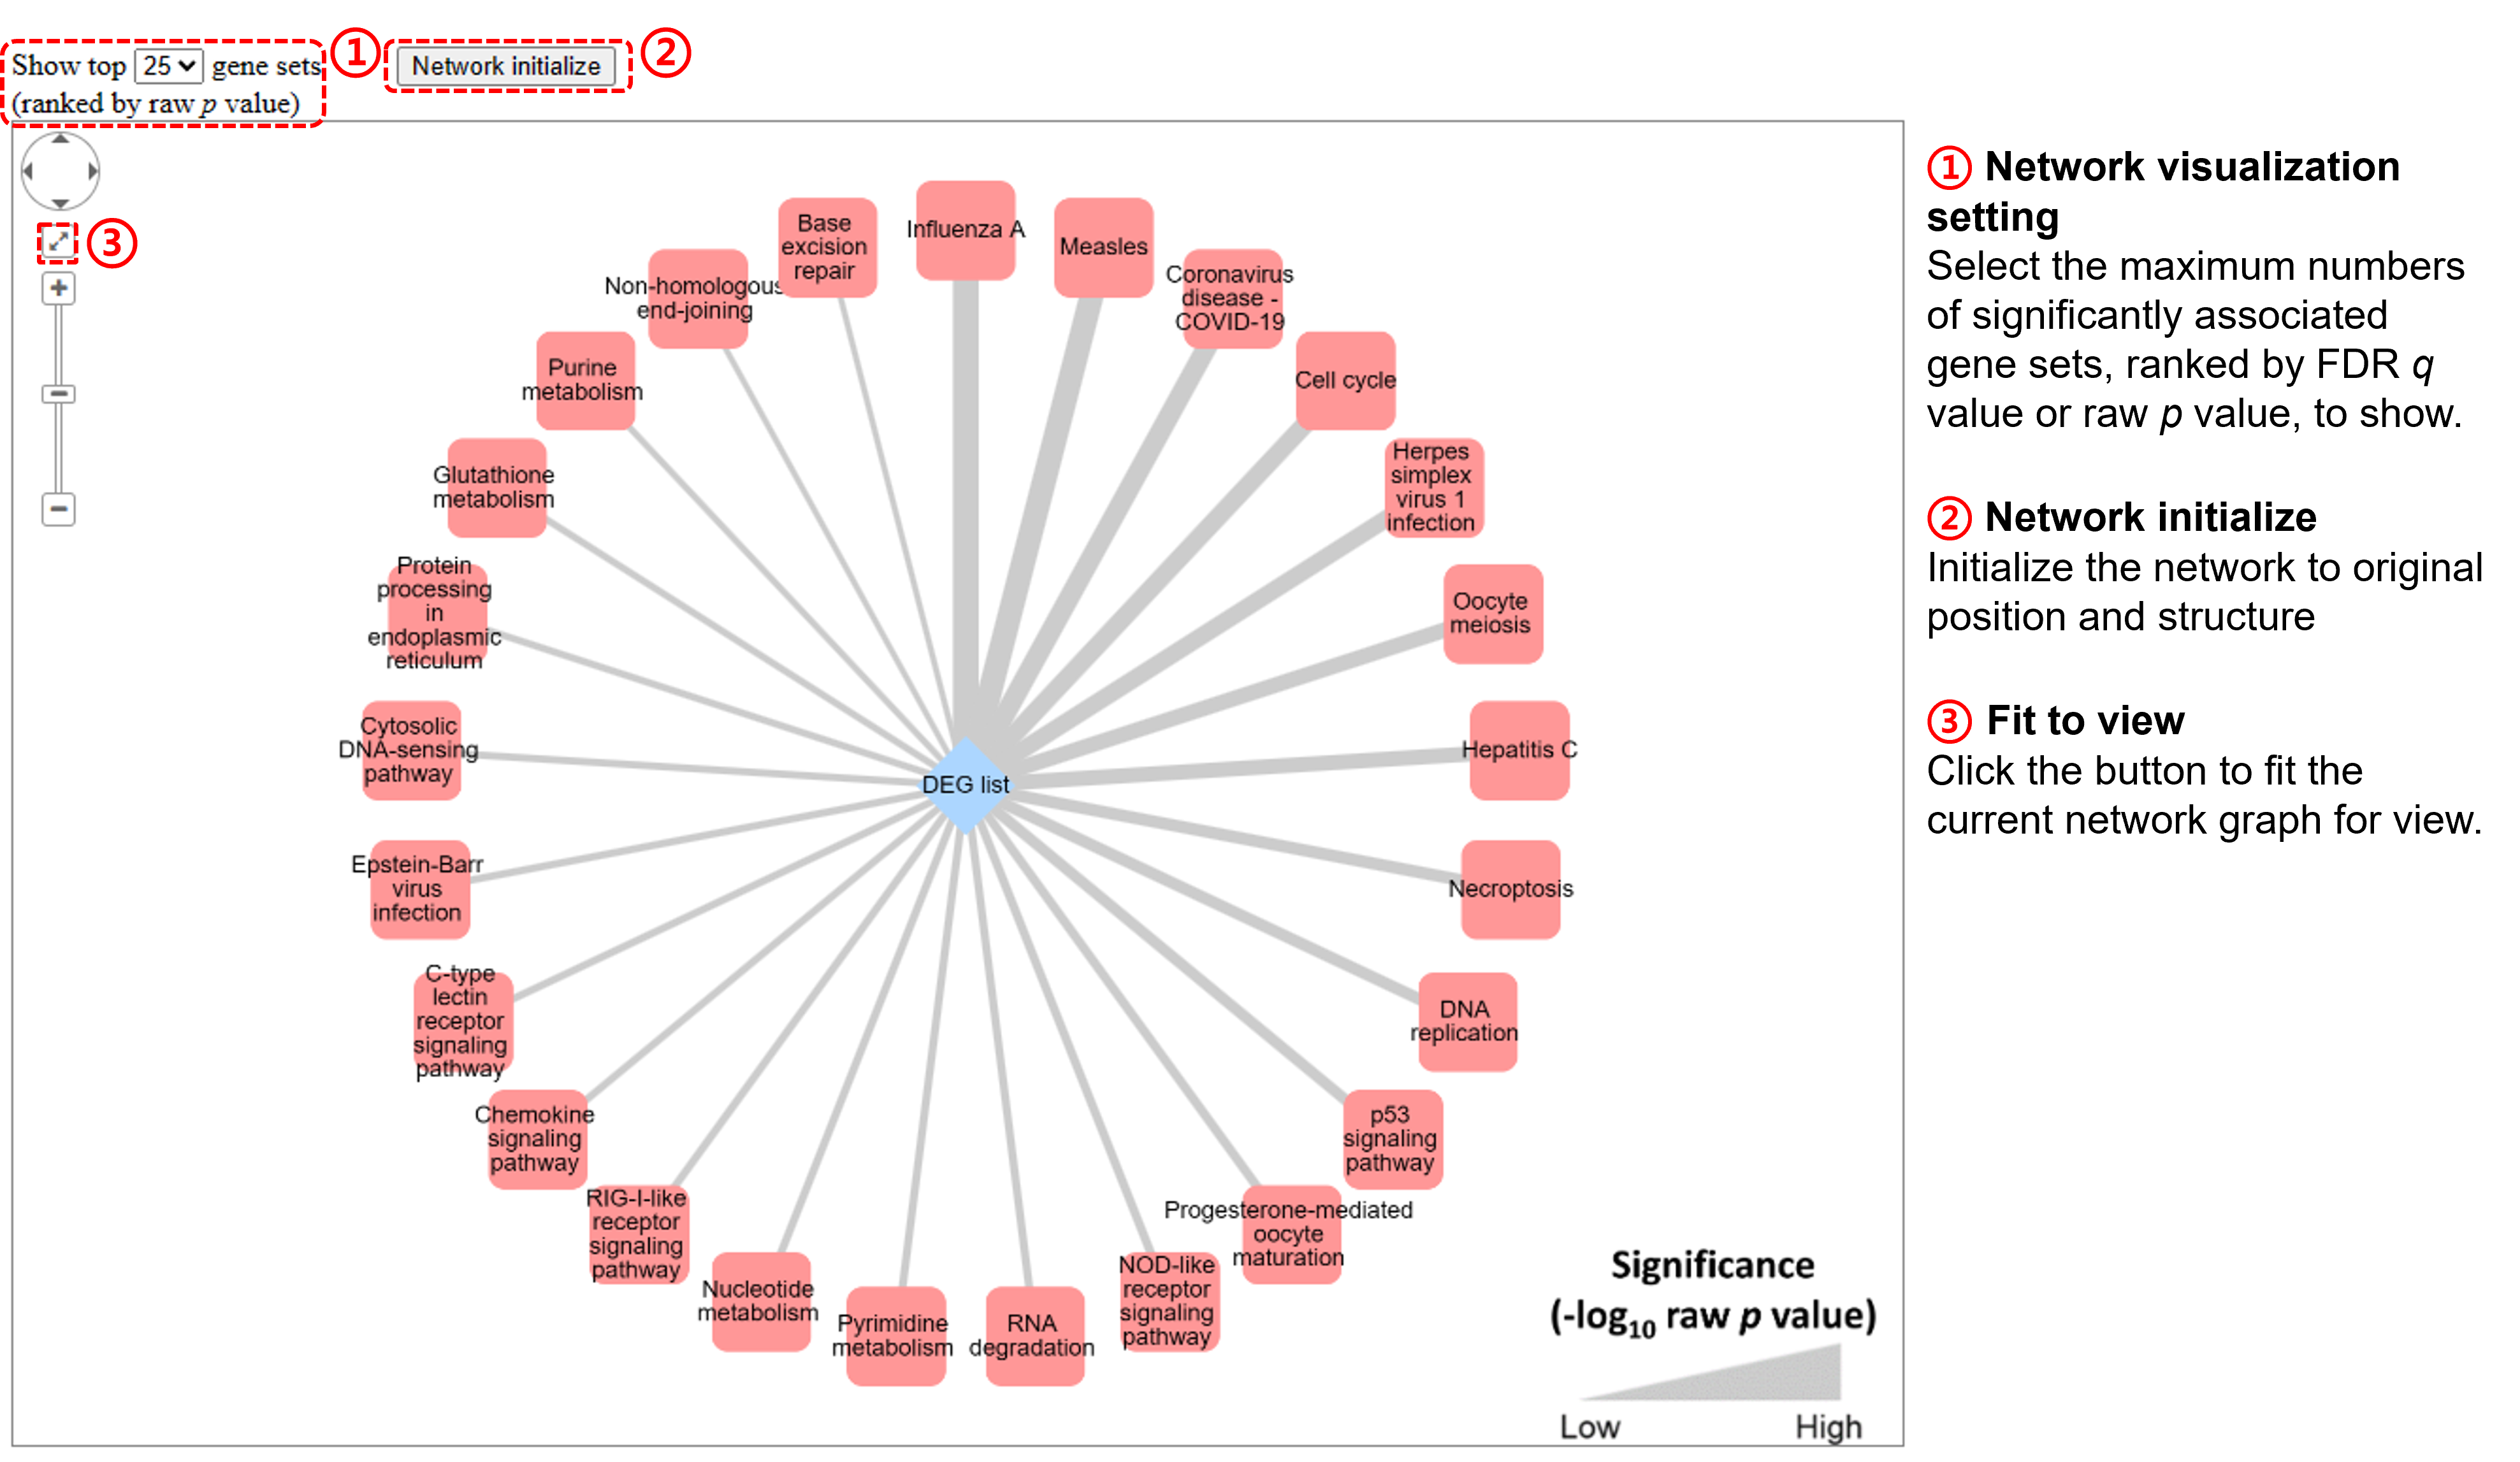 Show top 25 gene sets
(ranked by raw p value)
①
Network initialize
②
③
Influenza A
Measles
Coronavirus
disease -
COVID-19
Cell cycle
Herpes
simplex
virus 1
infection
Oocyte
meiosis
Hepatitis C
Necroptosis
DNA
replication
p53
signaling
pathway
Progesterone-mediated
oocyte
maturation
NOD-like
receptor
signaling
pathway
RNA
degradation
Pyrimidine
metabolism
Nucleotide
metabolism
RIG-I-like
receptor
signaling
pathway
Chemokine
signaling
pathway
C-type
lectin
receptor
signaling
pathway
Epstein-Barr
virus
infection
Cytosolic
DNA-sensing
pathway
Protein
processing
in
endoplasmic
reticulum
Glutathione
metabolism
Purine
metabolism
Non-homologous
end-joining
Base
excision
repair
DEG list
Significance
(-log10 raw p value)
Low High
① Network visualization
setting
Select the maximum numbers
of significantly associated
gene sets, ranked by FDR q
value or raw p value, to show.
② Network initialize
Initialize the network to original
position and structure
③ Fit to view
Click the button to fit the
current network graph for view.